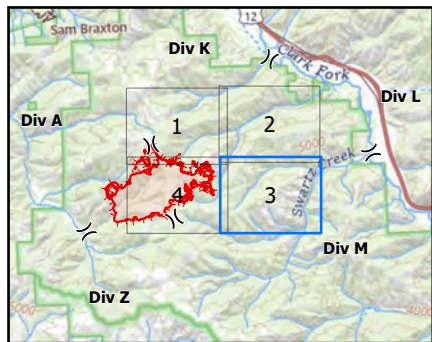 Sam Braxton
12
Div K
Clark Fork
Div A
Div L
1
2
5000
Swartz Creek
4
3
Div M
Div Z
5000
4000